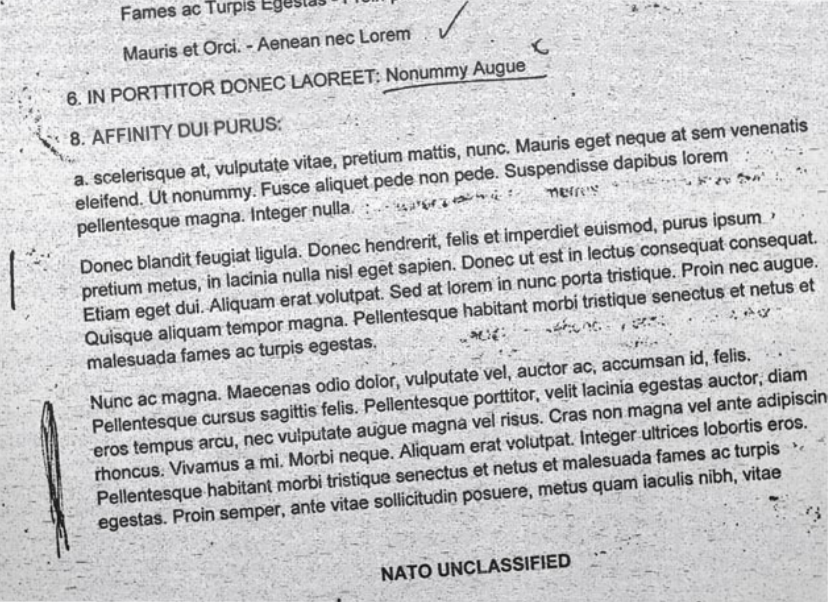 Fames ac Turpis Egestas - Proin
Mauris et Orci. - Aenean nec Lorem
6. IN PORTTITOR DONEC LAOREET: Nonummy Augue
8. AFFINITY DUI PURUS:
a. scelerisque at, vulputate vitae, pretium mattis, nunc. Mauris eget neque at sem venenatis
eleifend. Ut nonummy. Fusce aliquet pede non pede. Suspendisse dapibus lorem
pellentesque magna. Integer nulla.
Donec blandit feugiat ligula. Donec hendrerit, felis et imperdiet euismod, purus ipsum
pretium metus, in lacinia nulla nisl eget sapien. Donec ut est in lectus consequat consequat.
Etiam eget dui. Aliquam erat volutpat. Sed at lorem in nunc porta tristique. Proin nec augue.
Quisque aliquam tempor magna. Pellentesque habitant morbi tristique senectus et netus et
malesuada fames ac turpis egestas.
Nunc ac magna. Maecenas odio dolor, vulputate vel, auctor ac, accumsan id, felis.
Pellentesque cursus sagittis felis. Pellentesque porttitor, velit lacinia egestas auctor, diam
eros tempus arcu, nec vulputate augue magna vel risus. Cras non magna vel ante adipiscin
rhoncus. Vivamus a mi. Morbi neque. Aliquam erat volutpat. Integer ultrices lobortis eros.
Pellentesque habitant morbi tristique senectus et netus et malesuada fames ac turpis
egestas. Proin semper, ante vitae sollicitudin posuere, metus quam iaculis nibh, vitae
NATO UNCLASSIFIED